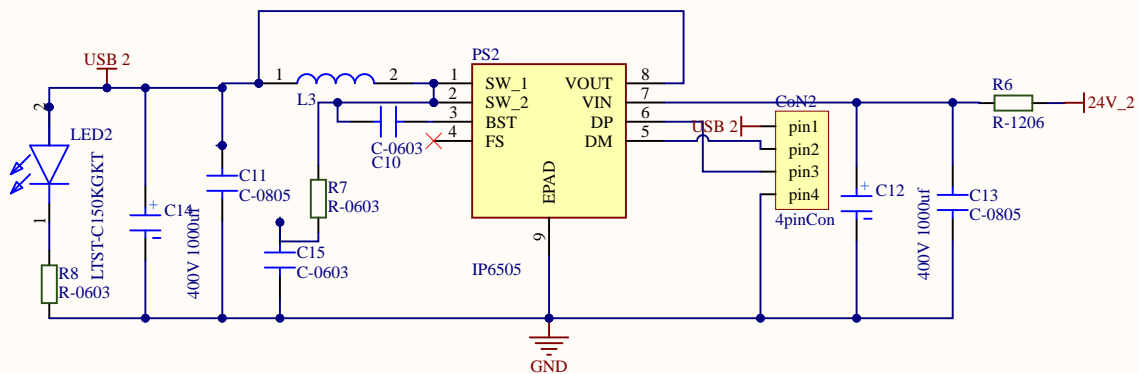 USB 2
2
LED2
1
LTST-C150KGKT
R8
R-0603
C14
400V 1000uf
C11
C-0805
1
2
L3
C-0603
C10
R7
R-0603
C15
C-0603
PS2
1
SW_1
VOUT
8
2
SW_2
VIN
7
3
BST
DP
6
4
FS
DM
5
EPAD
9
IP6505
GND
CoN2
USB 2
pin1
pin2
pin3
pin4
4pinCon
C12
400V 1000uf
C13
C-0805
R6
R-1206
24V_2